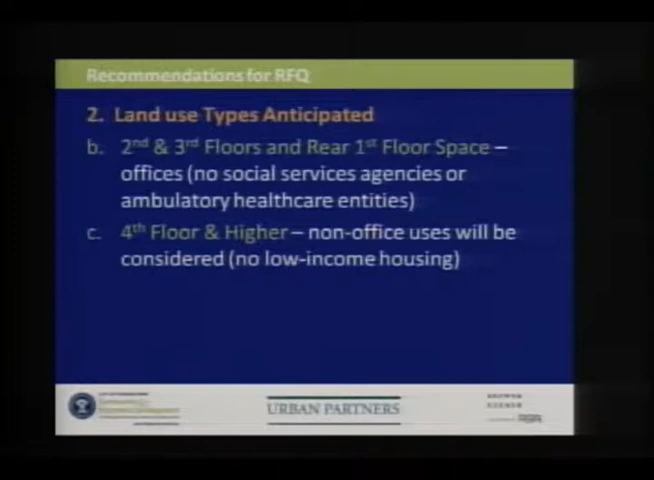 Recommendations for RFQ
2. Land use Types Anticipated
b. 2nd & 3rd Floors and Rear 1st Floor Space –
offices (no social services agencies or
ambulatory healthcare entities)
c. 4th Floor & Higher – non-office uses will be
considered (no low-income housing)
URBAN PARTNERS